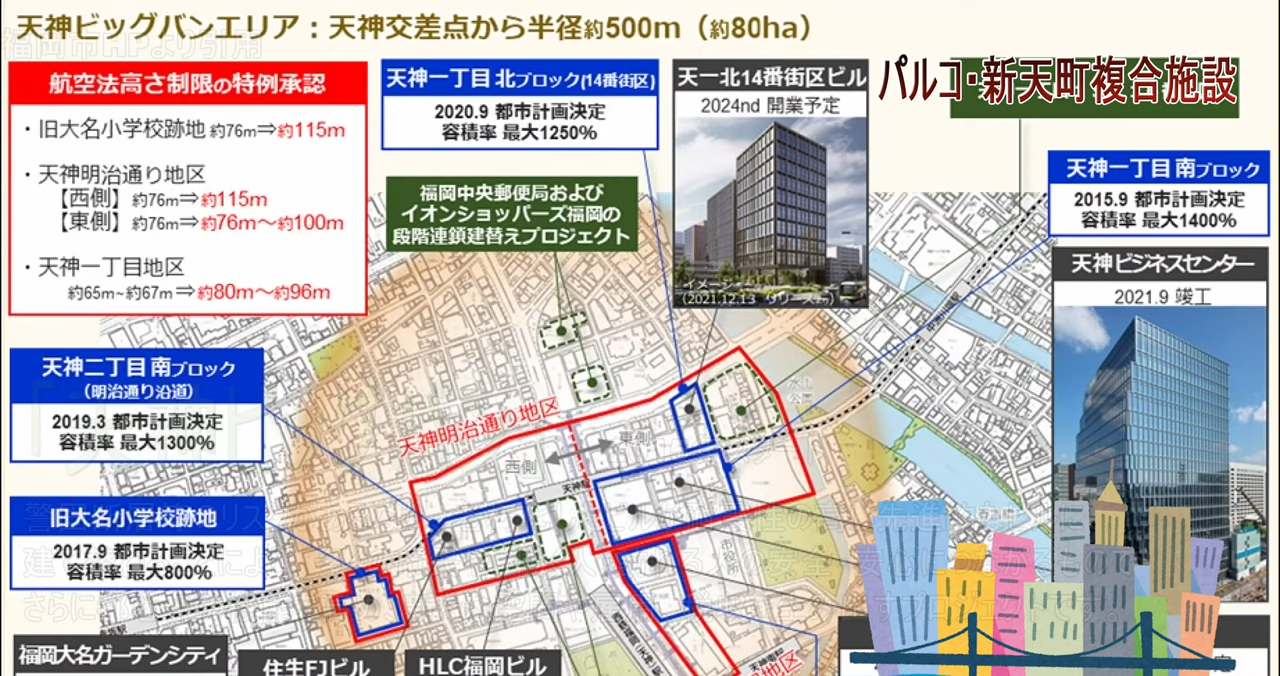 天神ビッグバンエリア：天神交差点から半径約500m（約80ha）
福岡市HPより引用
航空法高さ制限の特例承認
・旧大名小学校跡地 約76m⇒約115m
・天神明治通り地区
【西側】約76m⇒約115m
【東側】約76m⇒約76m～約100m
・天神一丁目地区
約65m~約67m⇒約80m～約96m
天神一丁目 北ブロック(14番街区)
2020.9 都市計画決定
容積率 最大1250%
天一北14番街区ビル
2024nd 開業予定
イメージ
（2021.12.13 リリース
パルコ・新天町複合施設
福岡中央郵便局および
イオンショッパーズ福岡の
段階連鎖建替えプロジェクト
天神一丁目 南ブロック
2015.9 都市計画決定
容積率 最大1400%
天神ビジネスセンター
2021.9 竣工
天神二丁目 南ブロック
（明治通り沿道）
2019.3 都市計画決定
容積率 最大1300%
天神明治通り地区
西側
東側
天神駅
水上
公園
市役所
旧大名小学校跡地
2017.9 都市計画決定
容積率 最大800%
福岡大名ガーデンシティ
住生FJビル
HLC福岡ビル
地区